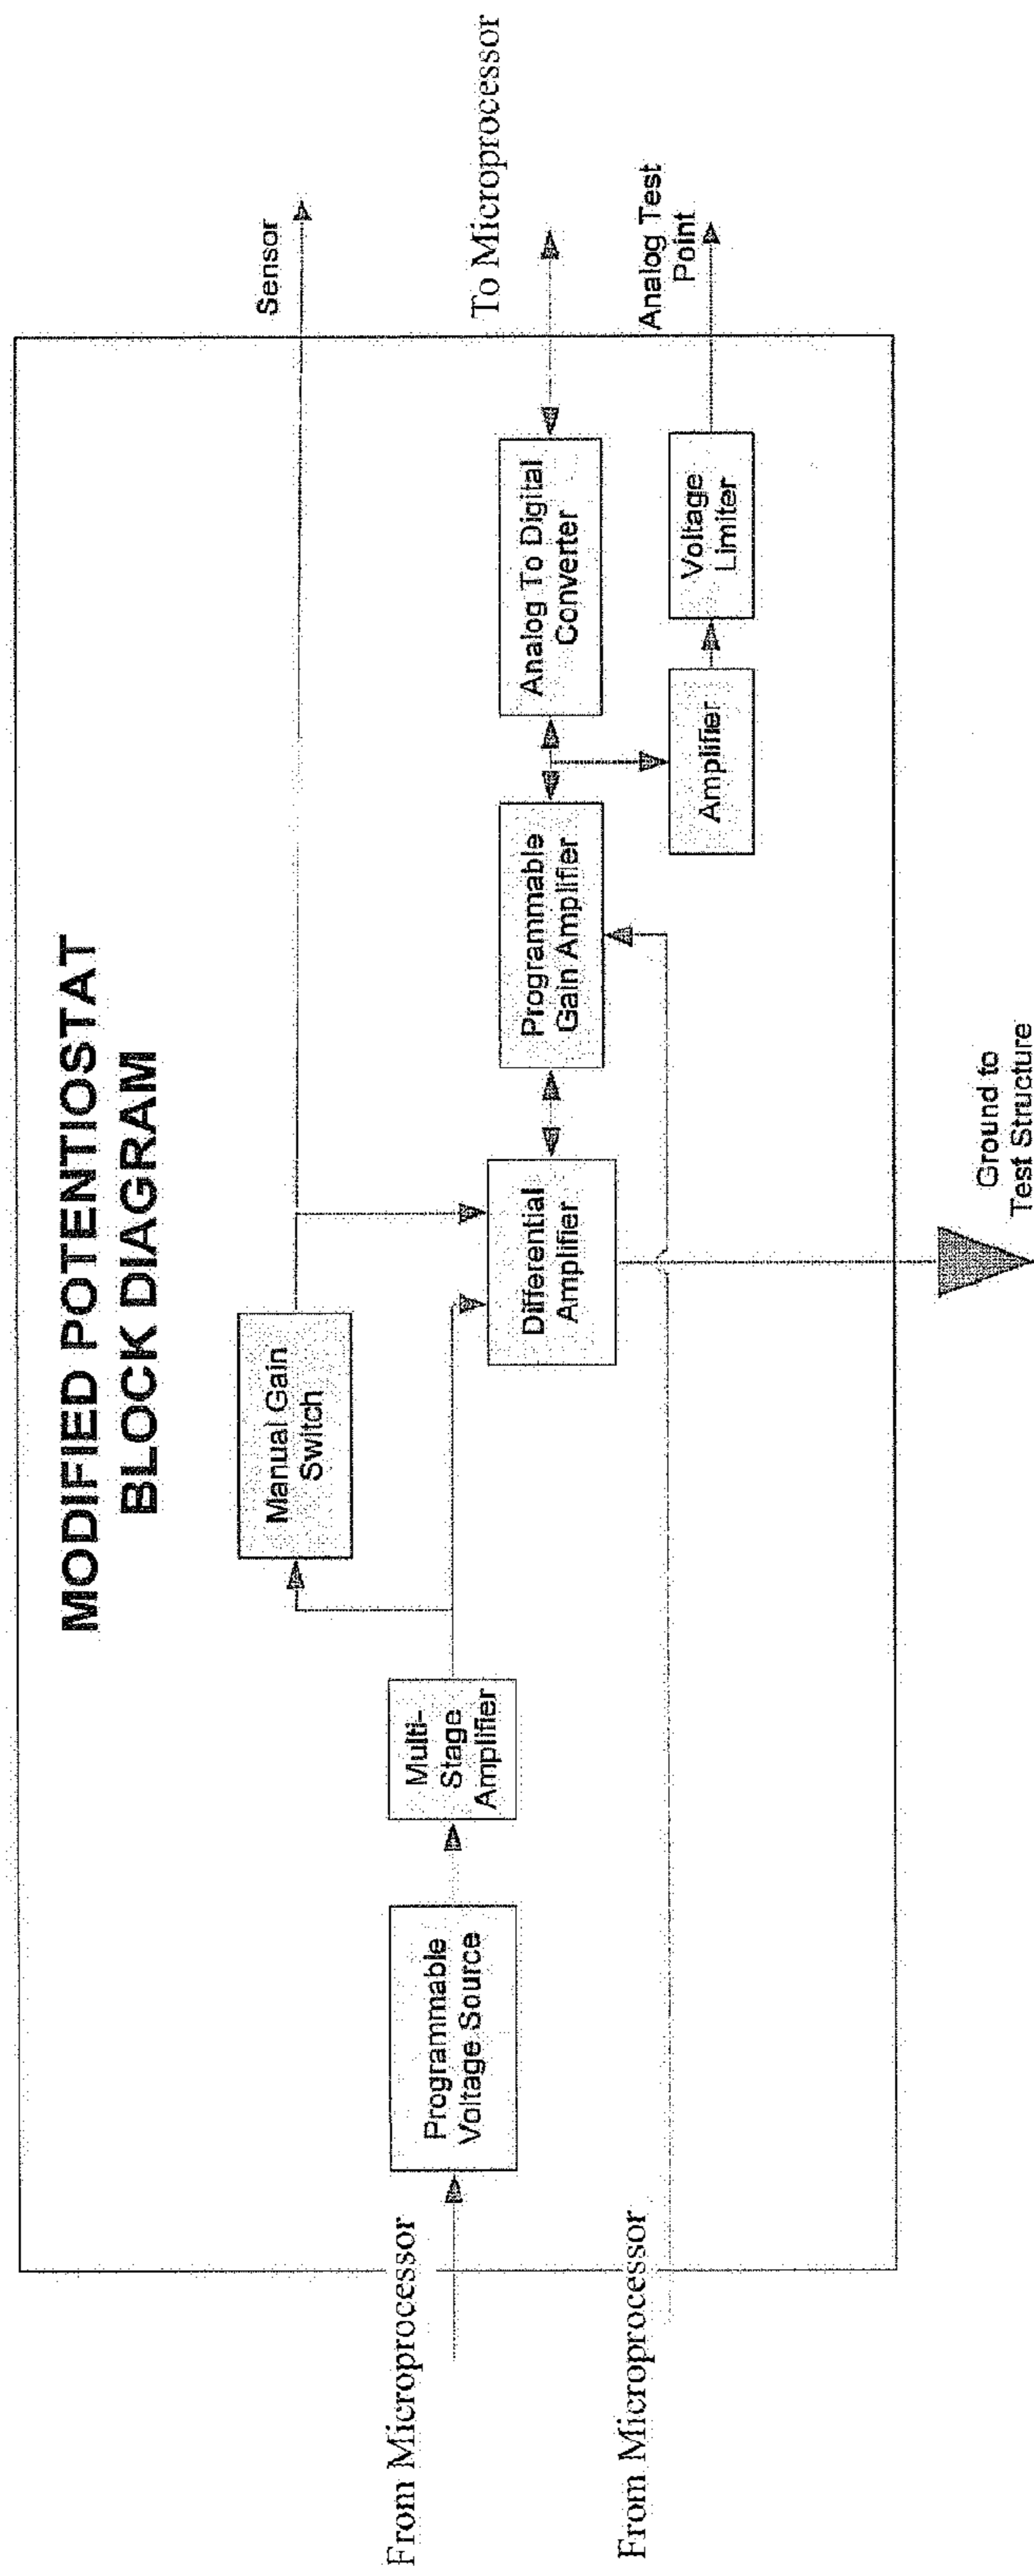 MODIFIED POTENTIOSTAT
BLOCK DIAGRAM
Sensor
Manual Gain
Switch
From Microprocessor
Programmable
Voltage Source
Multi-
Stage
Amplifier
Differential
Amplifier
Programmable
Gain Amplifier
Analog To Digital
Converter
To Microprocessor
From Microprocessor
Amplifier
Voltage
Limiter
Analog Test
Point
Ground to
Test Structure